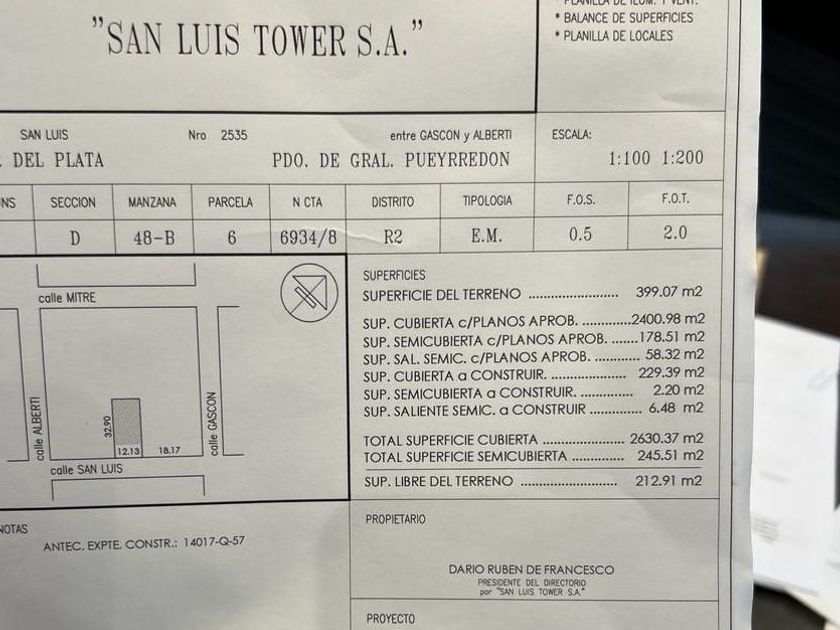 * PLANILLA DE ILUM. Y VENT.
* BALANCE DE SUPERFICIES
* PLANILLA DE LOCALES
"SAN LUIS TOWER S.A."
SAN LUIS Nro 2535 entre GASCON y ALBERTI
DEL PLATA PDO. DE GRAL. PUEYRREDON
ESCALA:
1:100 1:200
SECCION MANZANA PARCELA N CTA DISTRITO TIPOLOGIA F.O.S. F.O.T.
D 48-B 6 6934/8 R2 E.M. 0.5 2.0
calle MITRE
calle ALBERTI
calle GASCON
32.90
12.13 18.17
calle SAN LUIS
SUPERFICIES
SUPERFICIE DEL TERRENO ......................... 399.07 m2
SUP. CUBIERTA c/PLANOS APROB. .............2400.98 m2
SUP. SEMICUBIERTA c/PLANOS APROB. .......178.51 m2
SUP. SAL. SEMIC. c/PLANOS APROB. ............ 58.32 m2
SUP. CUBIERTA a CONSTRUIR. ..................... 229.39 m2
SUP. SEMICUBIERTA a CONSTRUIR. .............. 2.20 m2
SUP. SALIENTE SEMIC. a CONSTRUIR .............. 6.48 m2
TOTAL SUPERFICIE CUBIERTA ....................... 2630.37 m2
TOTAL SUPERFICIE SEMICUBIERTA ............... 245.51 m2
SUP. LIBRE DEL TERRENO ........................... 212.91 m2
NOTAS
ANTEC. EXPTE. CONSTR.: 14017-Q-57
PROPIETARIO
DARIO RUBEN DE FRANCESCO
PRESIDENTE DEL DIRECTORIO
por "SAN LUIS TOWER S.A."
PROYECTO